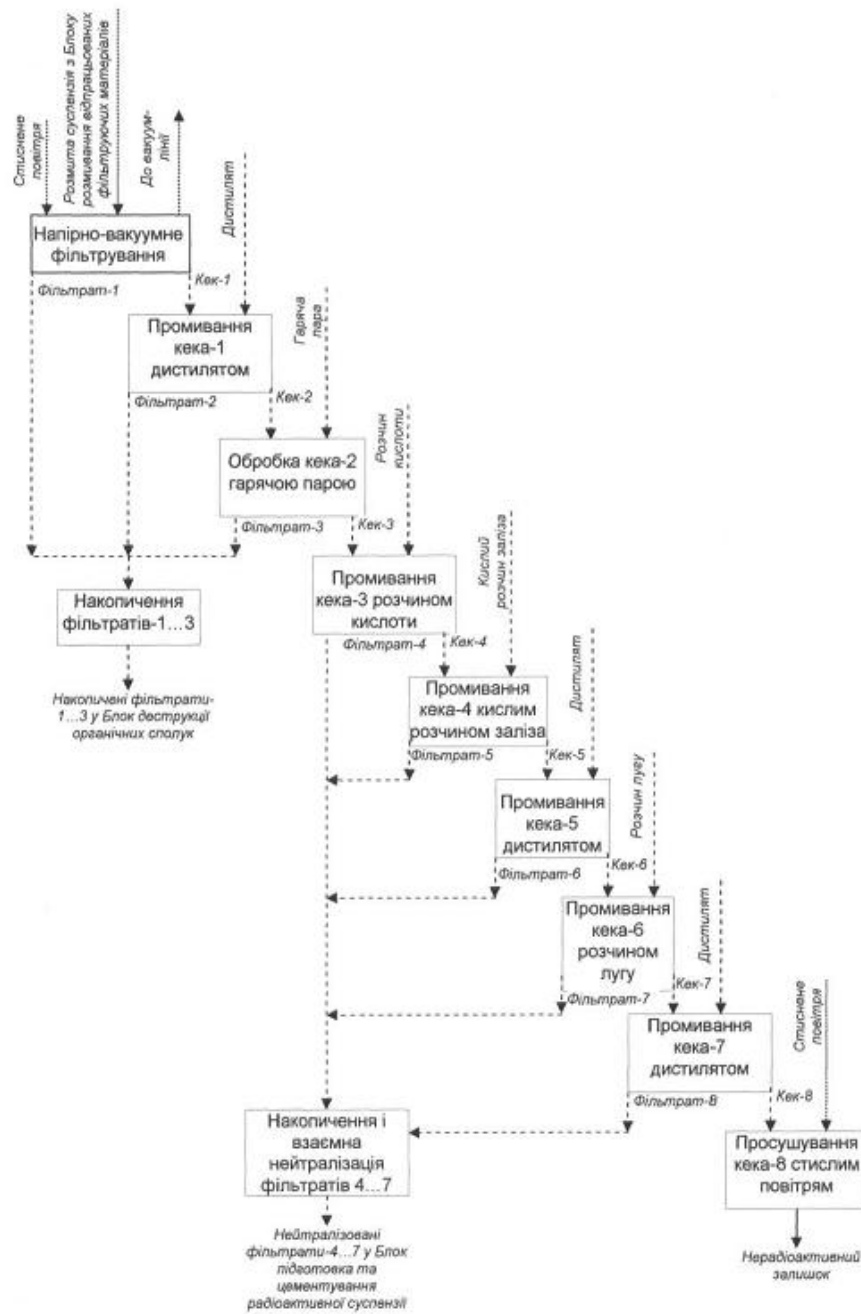 Стиснене
повітря
Розмита суспензія з Блоку
розмивання відпрацьованих
фільтруючих матеріалів
До вакуум-
лінії
Дистилят
Напірно-вакуумне
фільтрування
Фільтрат-1
Кек-1
Промивання
кека-1
дистилятом
Гаряча
пара
Фільтрат-2
Кек-2
Обробка кека-2
гарячою парою
Розчин
кислоти
Фільтрат-3
Кек-3
Промивання
кека-3 розчином
кислоти
Кислий
розчин заліза
Накопичення
фільтратів-1...3
Фільтрат-4
Кек-4
Накопичені фільтрати-
1...3 у Блок деструкції
органічних сполук
Промивання
кека-4 кислим
розчином заліза
Дистилят
Фільтрат-5
Кек-5
Промивання
кека-5
дистилятом
Розчин лугу
Фільтрат-6
Кек-6
Промивання
кека-6
розчином
лугу
Дистилят
Фільтрат-7
Кек-7
Промивання
кека-7
дистилятом
Стиснене
повітря
Фільтрат-8
Кек-8
Накопичення і
взаємна
нейтралізація
фільтратів 4...7
Просушування
кека-8 стислим
повітрям
Нейтралізовані
фільтрати-4...7 у Блок
підготовка та
цементування
радіоактивної суспензії
Нерадіоактивний
залишок